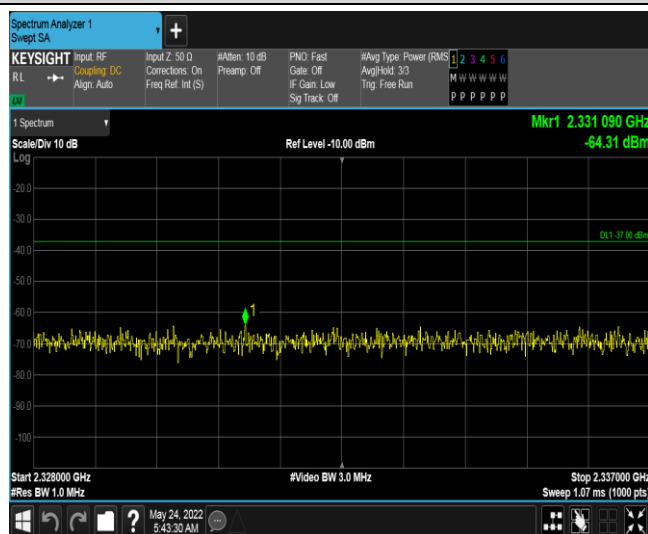 Spectrum Analyzer 1
Swept SA
+
KEYSIGHT
RL
LXI
Input: RF
Coupling: DC
Align: Auto
Input Z: 50 Ω
Corrections: On
Freq Ref: Int (S)
#Atten: 10 dB
Preamp: Off
PNO: Fast
Gate: Off
IF Gain: Low
Sig Track: Off
#Avg Type: Power (RMS
Avg|Hold: 3/3
Trig: Free Run
1 2 3 4 5 6
M W W W W W
P P P P P P
1 Spectrum
Mkr1 2.331 090 GHz
Scale/Div 10 dB
Ref Level -10.00 dBm
-64.31 dBm
Log
-20.0
-30.0
DL1 -37.00 dBm
-40.0
-50.0
-60.0
1
-70.0
-80.0
-90.0
-100
Start 2.328000 GHz
#Video BW 3.0 MHz
Stop 2.337000 GHz
#Res BW 1.0 MHz
Sweep 1.07 ms (1000 pts)
?
May 24, 2022
5:43:30 AM